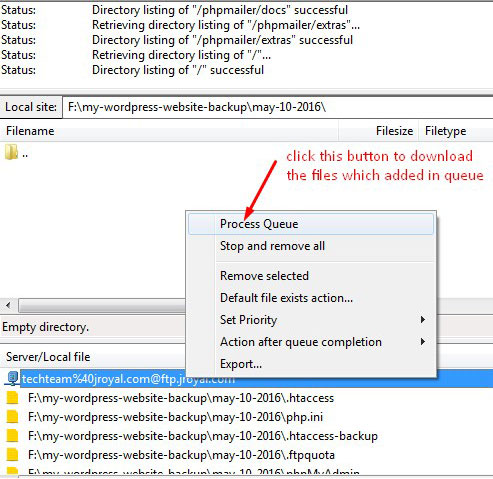 Status: Directory listing of "/phpmailer/docs" successful
Status: Retrieving directory listing of "/phpmailer/extras"...
Status: Directory listing of "/phpmailer/extras" successful
Status: Retrieving directory listing of "/"...
Status: Directory listing of "/" successful
Local site: F:\my-wordpress-website-backup\may-10-2016\
Filename Filesize Filetype
..
click this button to download
the files which added in queue
Process Queue
Stop and remove all
Remove selected
Default file exists action...
Set Priority
Action after queue completion
Export...
Empty directory.
Server/Local file
techteam%40jroyal.com@ftp.jroyal.com
F:\my-wordpress-website-backup\may-10-2016\.htaccess
F:\my-wordpress-website-backup\may-10-2016\php.ini
F:\my-wordpress-website-backup\may-10-2016\.htaccess-backup
F:\my-wordpress-website-backup\may-10-2016\.ftpquota
F:\my-wordpress-website-backup\may-10-2016\phpMyAdmin